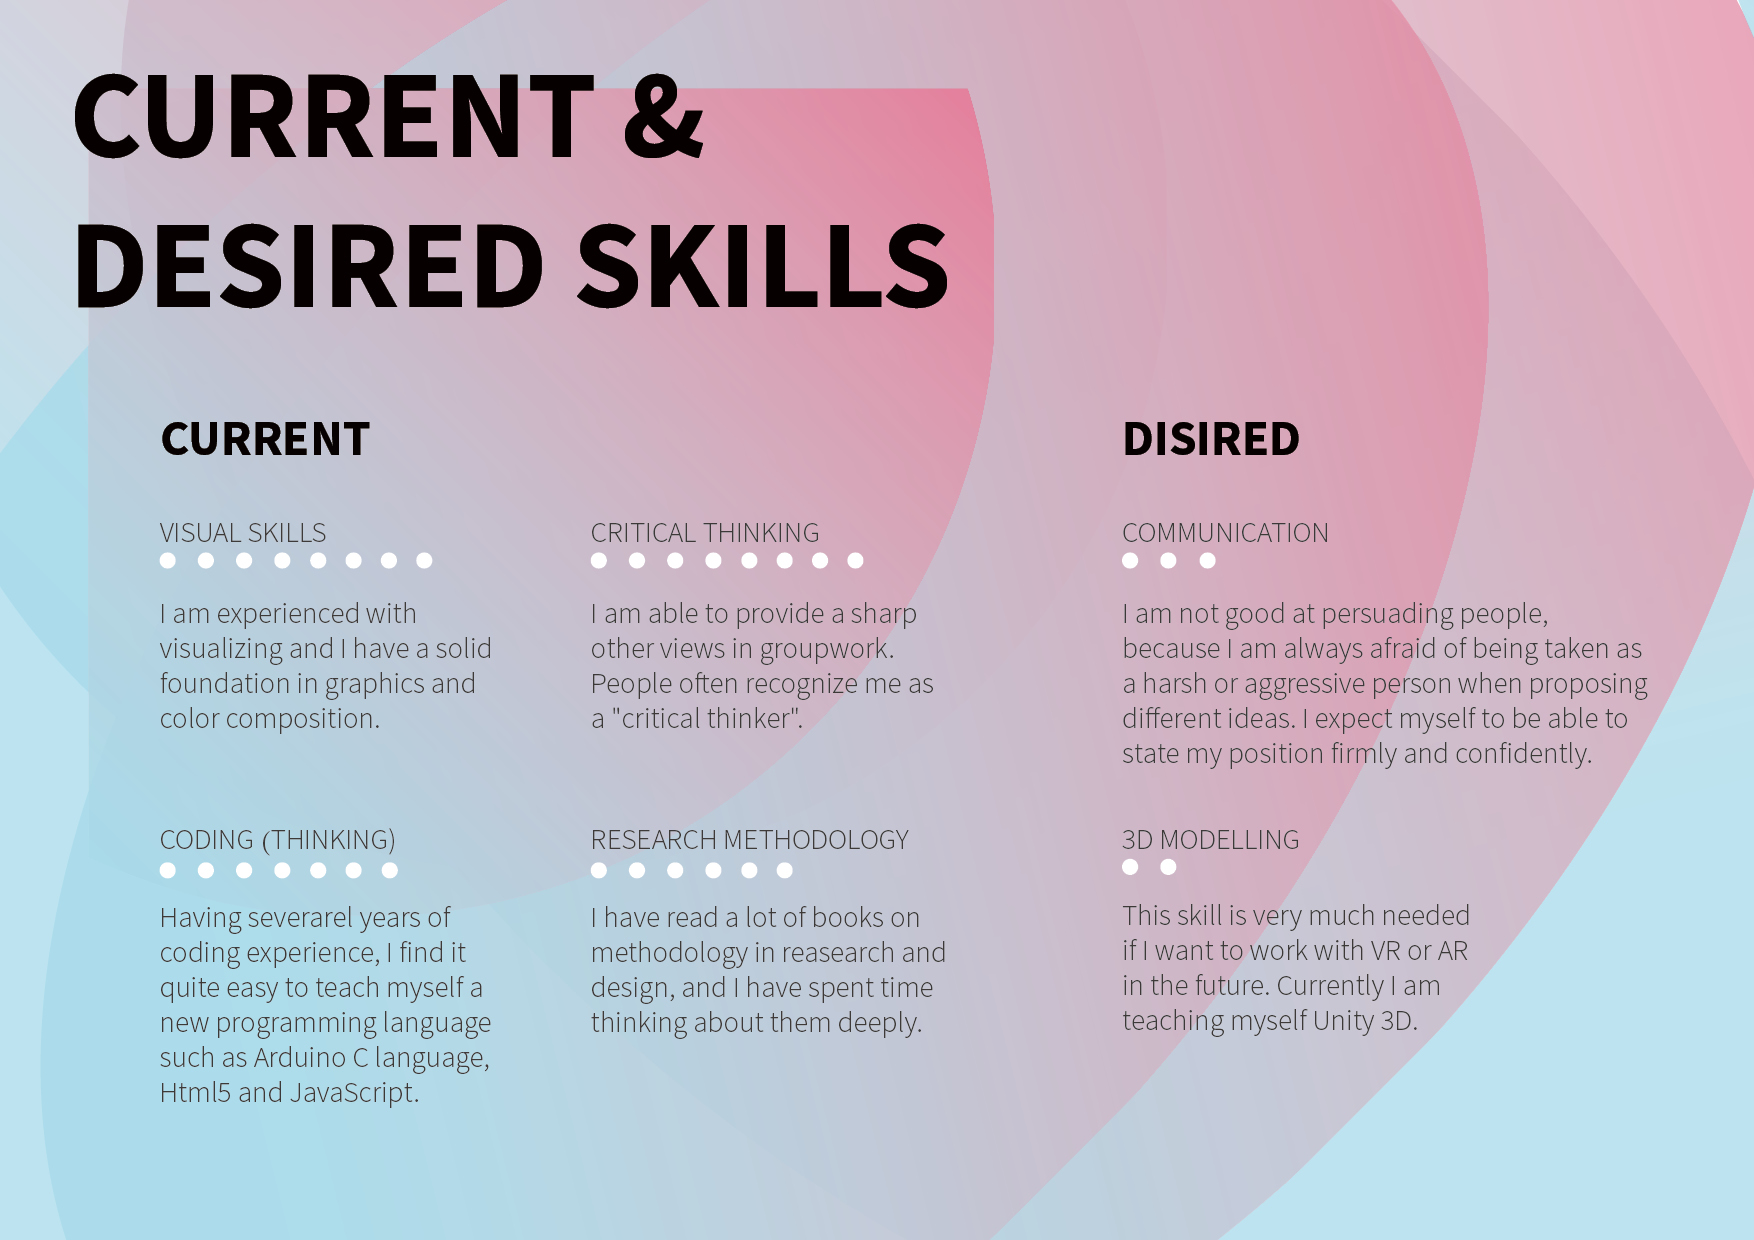 CURRENT &
DESIRED SKILLS
CURRENT
VISUAL SKILLS
I am experienced with
visualizing and I have a solid
foundation in graphics and
color composition.
CRITICAL THINKING
I am able to provide a sharp
other views in groupwork.
People often recognize me as
a "critical thinker".
CODING (THINKING)
Having severarel years of
coding experience, I find it
quite easy to teach myself a
new programming language
such as Arduino C language,
Html5 and JavaScript.
RESEARCH METHODOLOGY
I have read a lot of books on
methodology in reasearch and
design, and I have spent time
thinking about them deeply.
DISIRED
COMMUNICATION
I am not good at persuading people,
because I am always afraid of being taken as
a harsh or aggressive person when proposing
different ideas. I expect myself to be able to
state my position firmly and confidently.
3D MODELLING
This skill is very much needed
if I want to work with VR or AR
in the future. Currently I am
teaching myself Unity 3D.